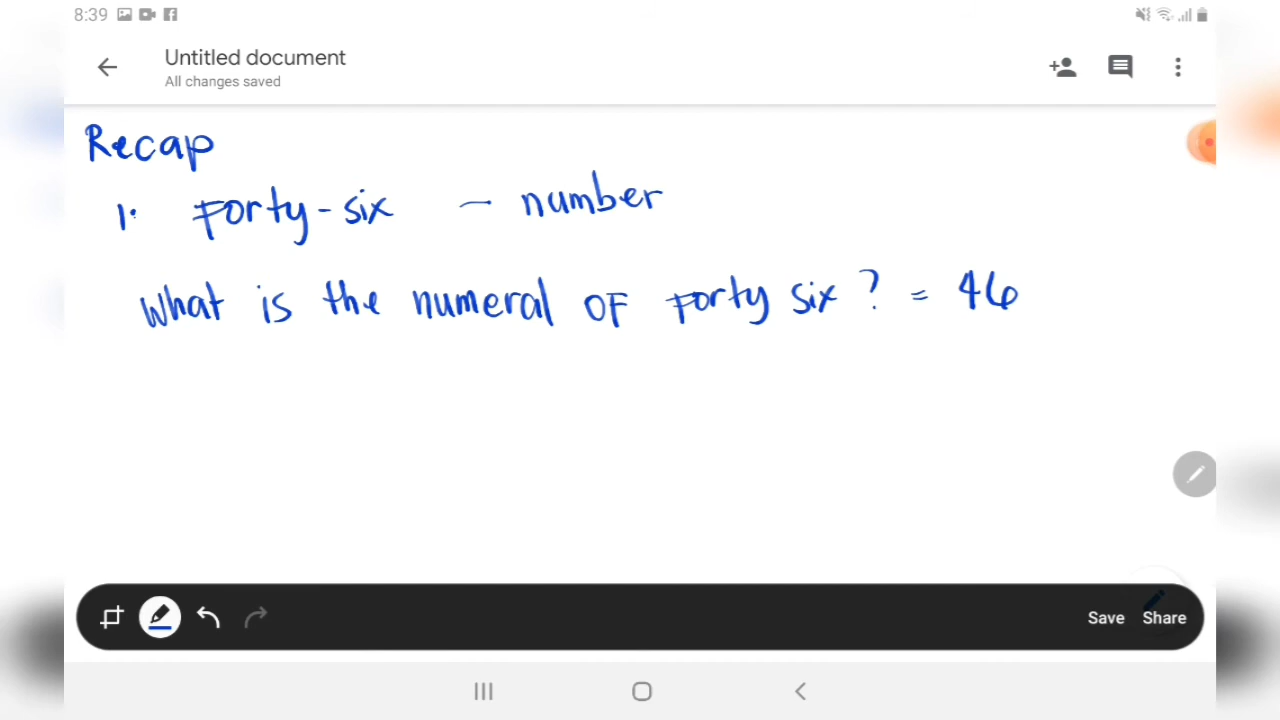 8:39
Untitled document
All changes saved
Recap
1. Forty-six - number
What is the numeral OF Forty six ? = 46
Save Share